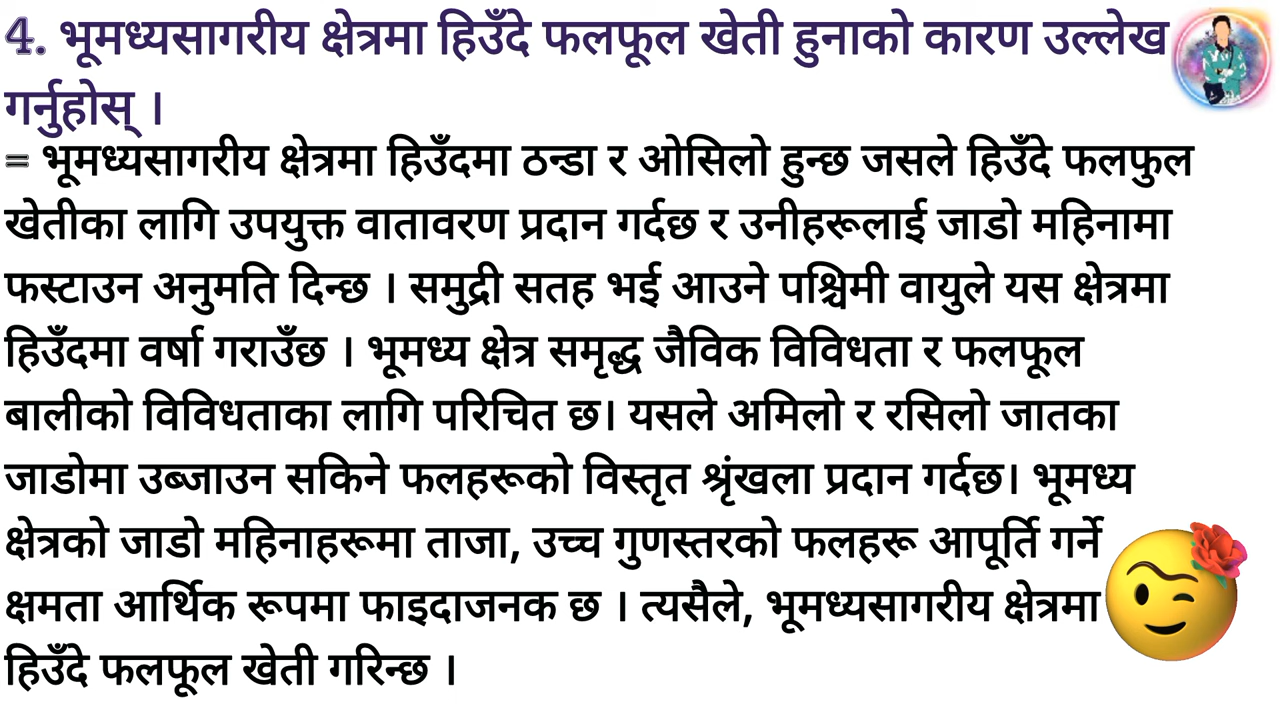 4. भूमध्यसागरीय क्षेत्रमा हिउँदे फलफूल खेती हुनाको कारण उल्लेख
गर्नुहोस् ।
= भूमध्यसागरीय क्षेत्रमा हिउँदमा ठन्डा र ओसिलो हुन्छ जसले हिउँदे फलफुल
खेतीका लागि उपयुक्त वातावरण प्रदान गर्दछ र उनीहरूलाई जाडो महिनामा
फस्टाउन अनुमति दिन्छ । समुद्री सतह भई आउने पश्चिमी वायुले यस क्षेत्रमा
हिउँदमा वर्षा गराउँछ । भूमध्य क्षेत्र समृद्ध जैविक विविधता र फलफूल
बालीको विविधताका लागि परिचित छ। यसले अमिलो र रसिलो जातका
जाडोमा उब्जाउन सकिने फलहरूको विस्तृत श्रृंखला प्रदान गर्दछ। भूमध्य
क्षेत्रको जाडो महिनाहरूमा ताजा, उच्च गुणस्तरको फलहरू आपूर्ति गर्ने
क्षमता आर्थिक रूपमा फाइदाजनक छ । त्यसैले, भूमध्यसागरीय क्षेत्रमा
हिउँदे फलफूल खेती गरिन्छ ।